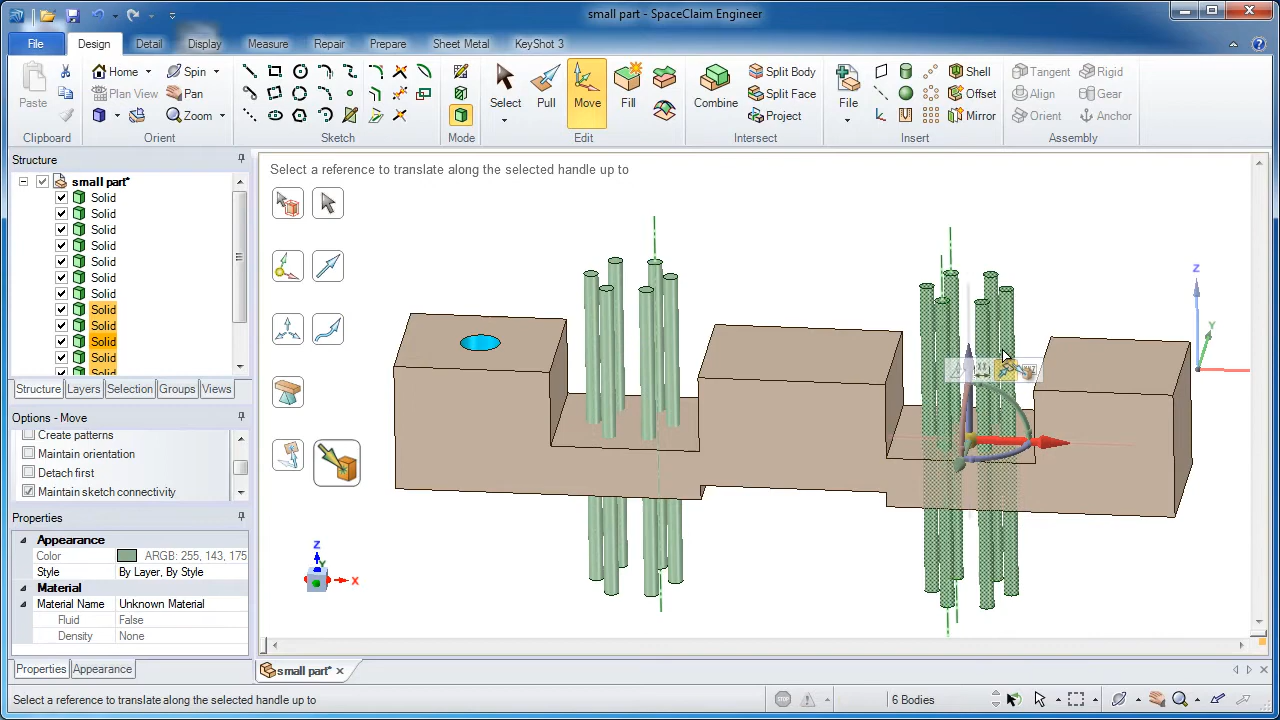 small part - SpaceClaim Engineer
File Design Detail Display Measure Repair Prepare Sheet Metal KeyShot 3
Paste
Clipboard
Home Spin
Plan View Pan
Zoom
Orient
Sketch
Mode
Select Pull Move Fill
Edit
Combine
Split Body
Split Face
Project
Intersect
File
Shell
Offset
Mirror
Insert
Tangent Rigid
Align Gear
Orient Anchor
Assembly
Structure
small part*
Solid
Solid
Solid
Solid
Solid
Solid
Solid
Solid
Solid
Solid
Solid
Structure Layers Selection Groups Views
Options - Move
Create patterns
Maintain orientation
Detach first
Maintain sketch connectivity
Properties
Appearance
Color ARGB: 255, 143, 175
Style By Layer, By Style
Material
Material Name Unknown Material
Fluid False
Density None
Properties Appearance
Select a reference to translate along the selected handle up to
Z
Y
Z
X
small part*
Select a reference to translate along the selected handle up to
6 Bodies